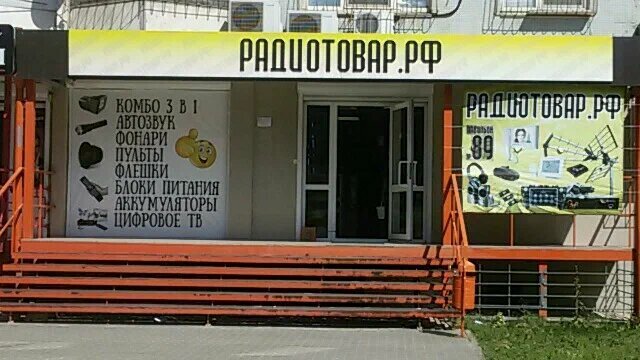 РАДИОТОВАР.РФ
КОМБО 3 В 1
АВТОЗВУК
ФОНАРИ
ПУЛЬТЫ
ФЛЕШКИ
БЛОКИ ПИТАНИЯ
АККУМУЛЯТОРЫ
ЦИФРОВОЕ ТВ
РАДИОТОВАР.РФ
89